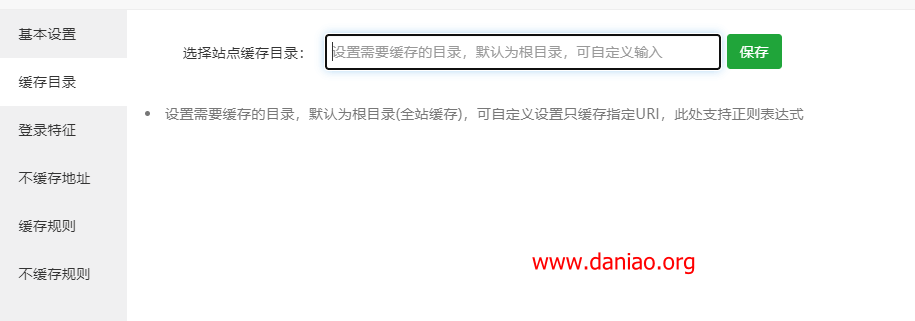 基本设置
缓存目录
登录特征
不缓存地址
缓存规则
不缓存规则
选择站点缓存目录：
设置需要缓存的目录，默认为根目录，可自定义输入
保存
设置需要缓存的目录，默认为根目录(全站缓存)，可自定义设置只缓存指定URI，此处支持正则表达式
www.daniao.org